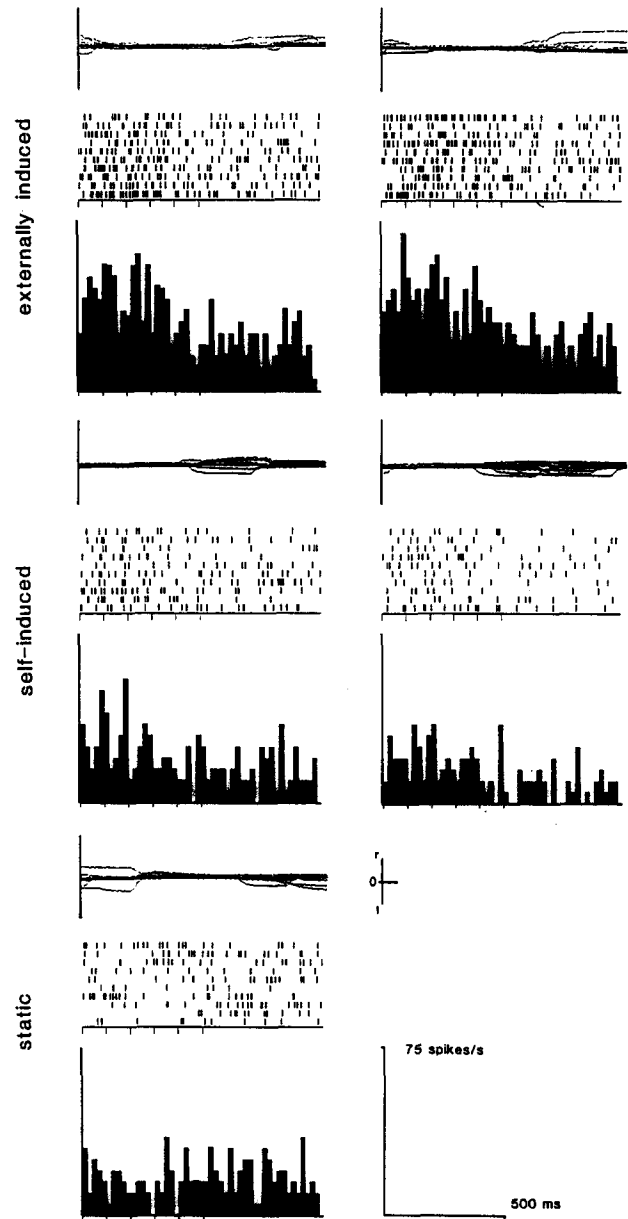 externally induced
self-induced
static
r
0
l
75 spikes/s
500 ms